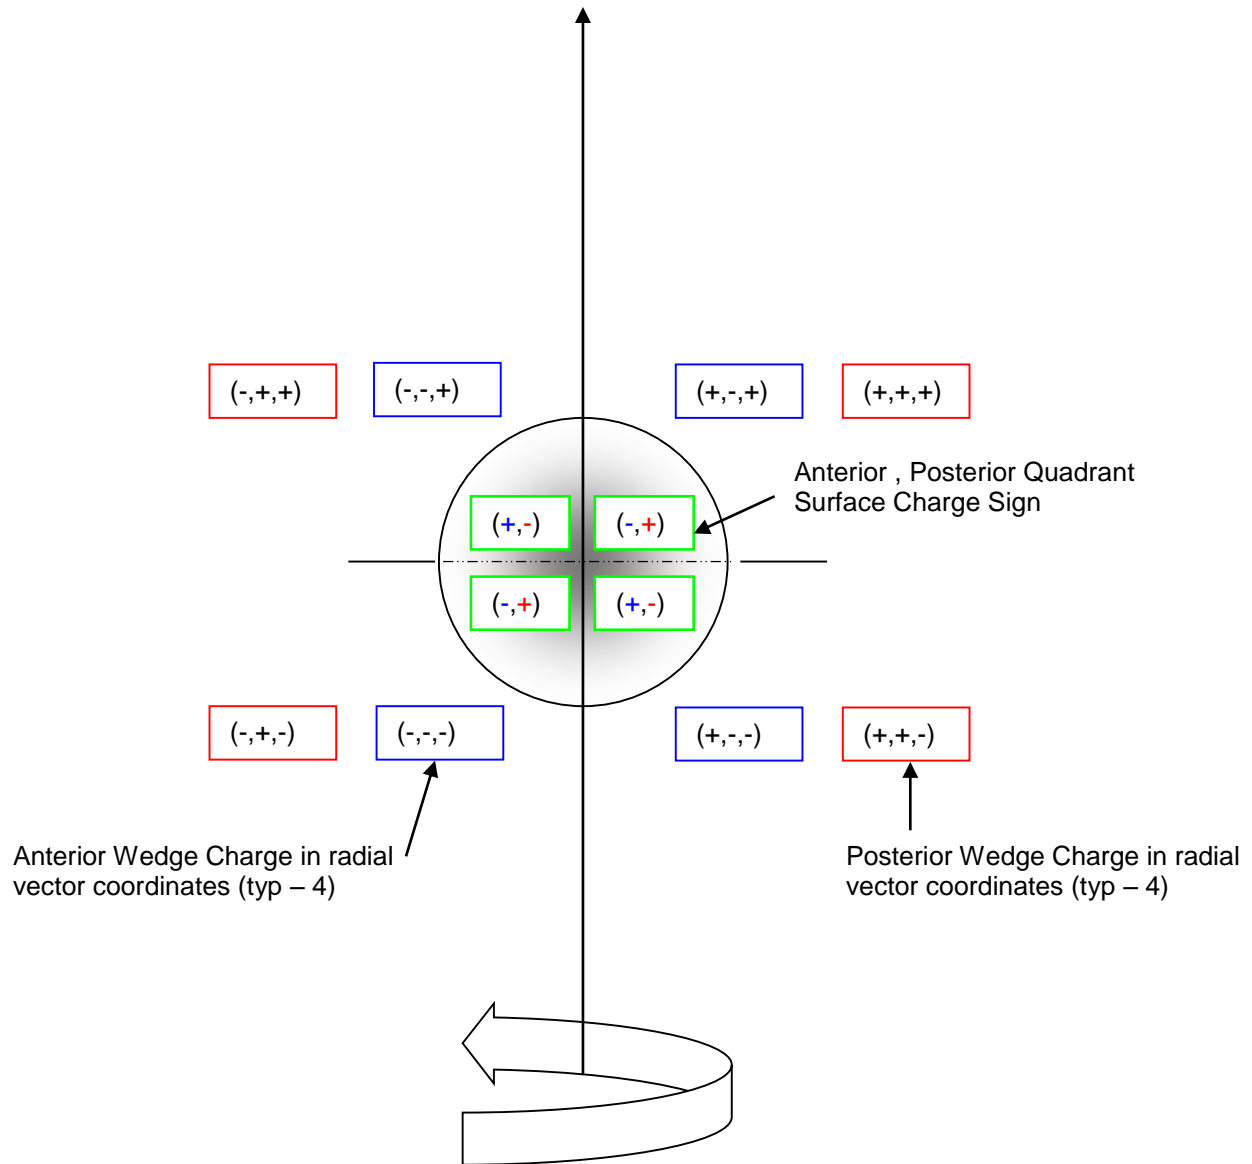 (-,+,+)
(-,-,+)
(+,-,+)
(+,+,+)
Anterior , Posterior Quadrant
Surface Charge Sign
(+,-)
(-,+)
(-,+)
(+,-)
(-,+,-)
(-,-,-)
(+,-,-)
(+,+,-)
Anterior Wedge Charge in radial
vector coordinates (typ – 4)
Posterior Wedge Charge in radial
vector coordinates (typ – 4)